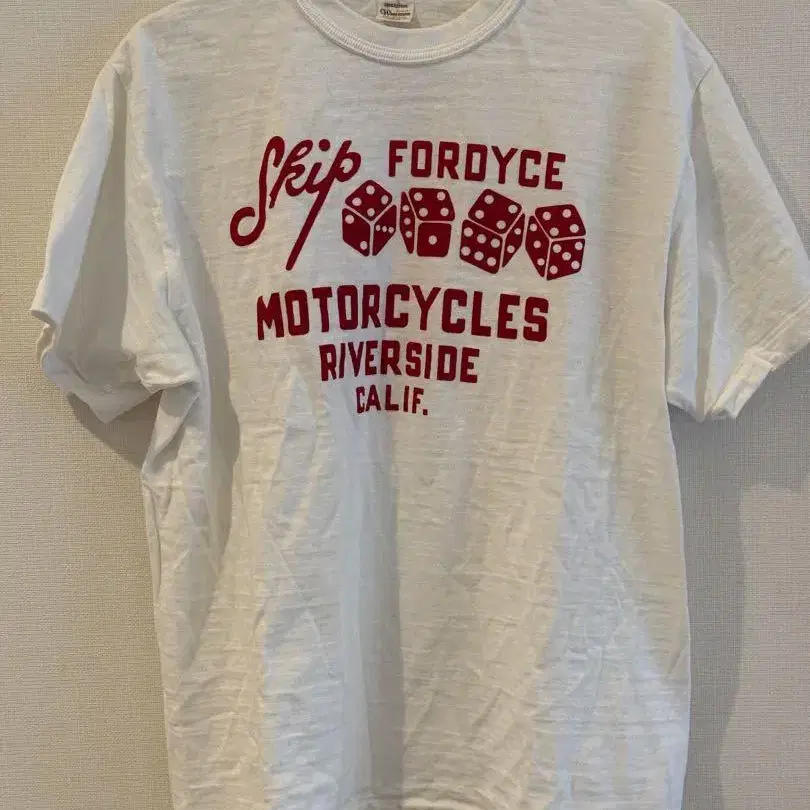 Skip FORDYCE
MOTORCYCLES
RIVERSIDE
CALIF.